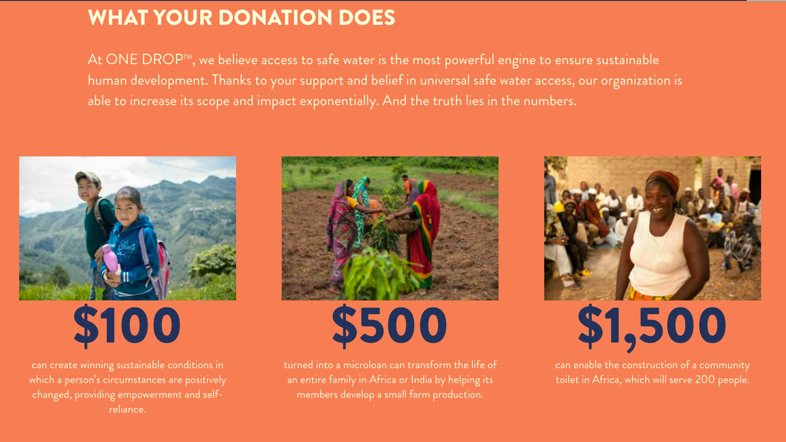 WHAT YOUR DONATION DOES
At ONE DROP™, we believe access to safe water is the most powerful engine to ensure sustainable
human development. Thanks to your support and belief in universal safe water access, our organization is
able to increase its scope and impact exponentially. And the truth lies in the numbers.
$100
can create winning sustainable conditions in
which a person's circumstances are positively
changed, providing empowerment and self-
reliance.
$500
turned into a microloan can transform the life of
an entire family in Africa or India by helping its
members develop a small farm production.
$1,500
can enable the construction of a community
toilet in Africa, which will serve 200 people.